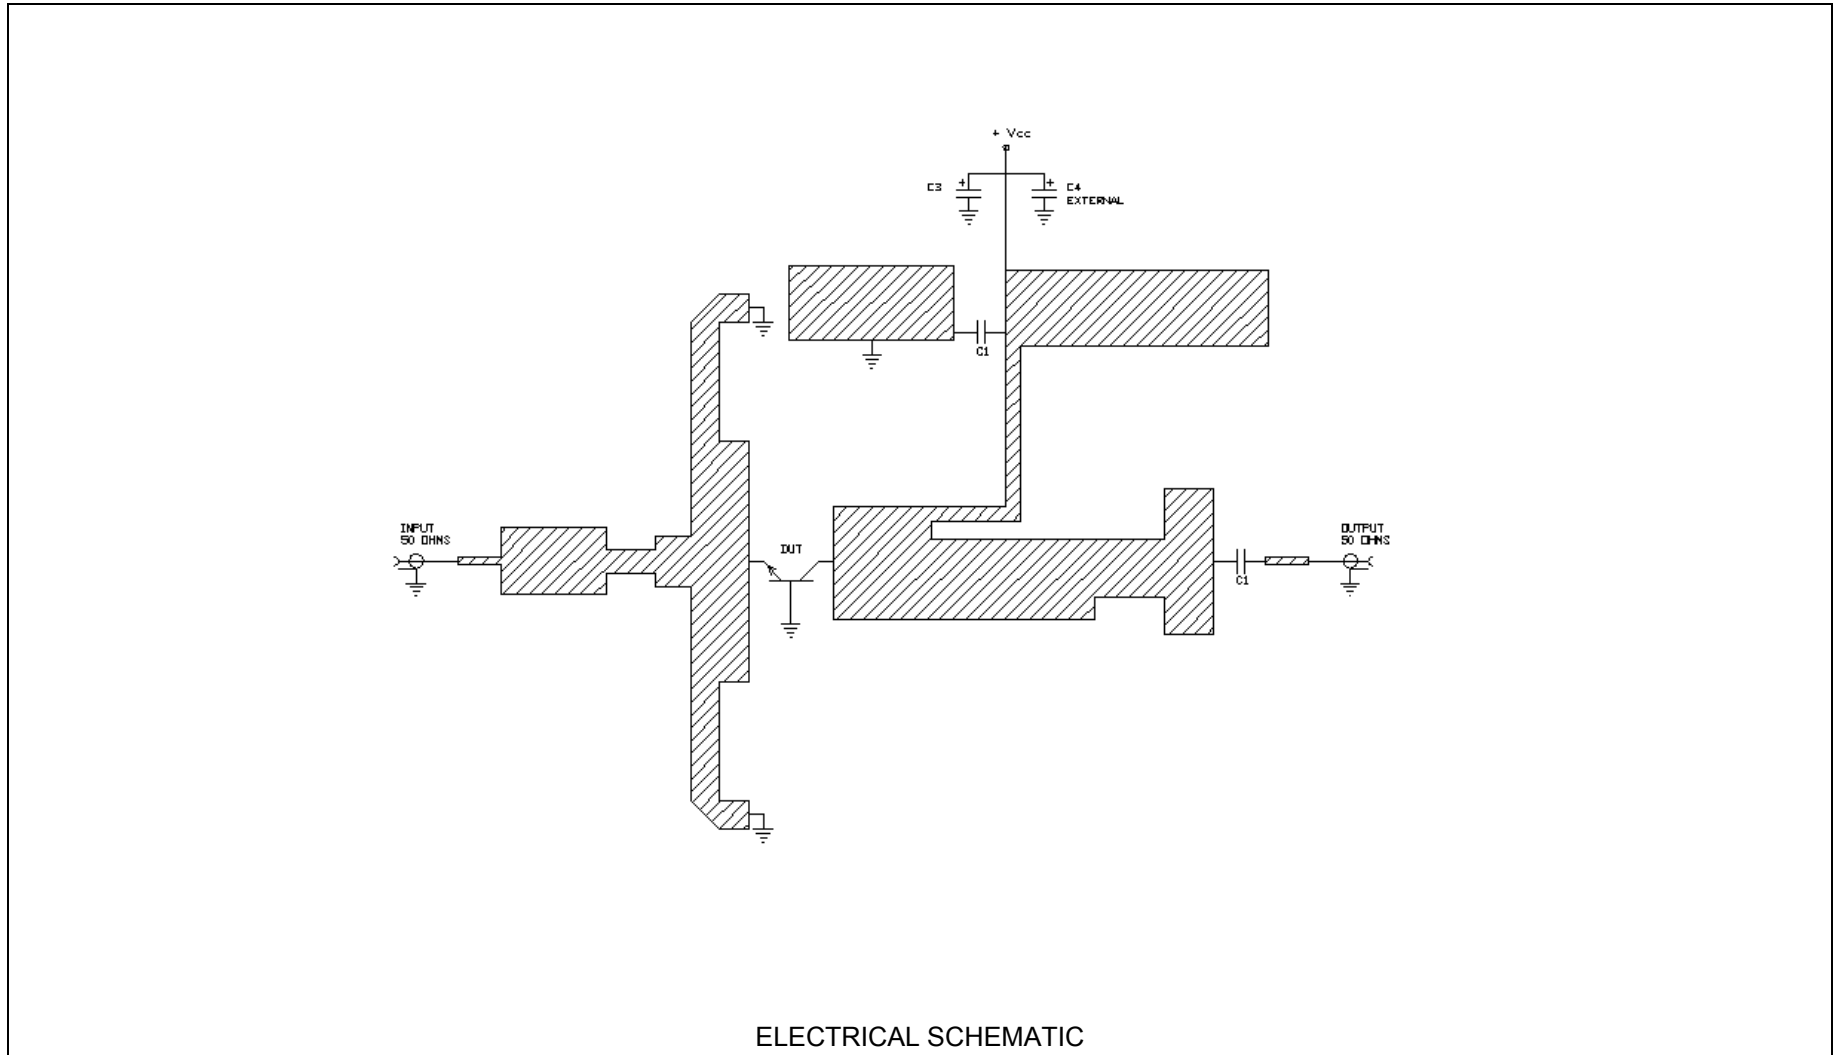 + Vcc
C3
+
+
C4
EXTERNAL
C1
INPUT
50 OHMS
DUT
OUTPUT
50 OHMS
C1
ELECTRICAL SCHEMATIC